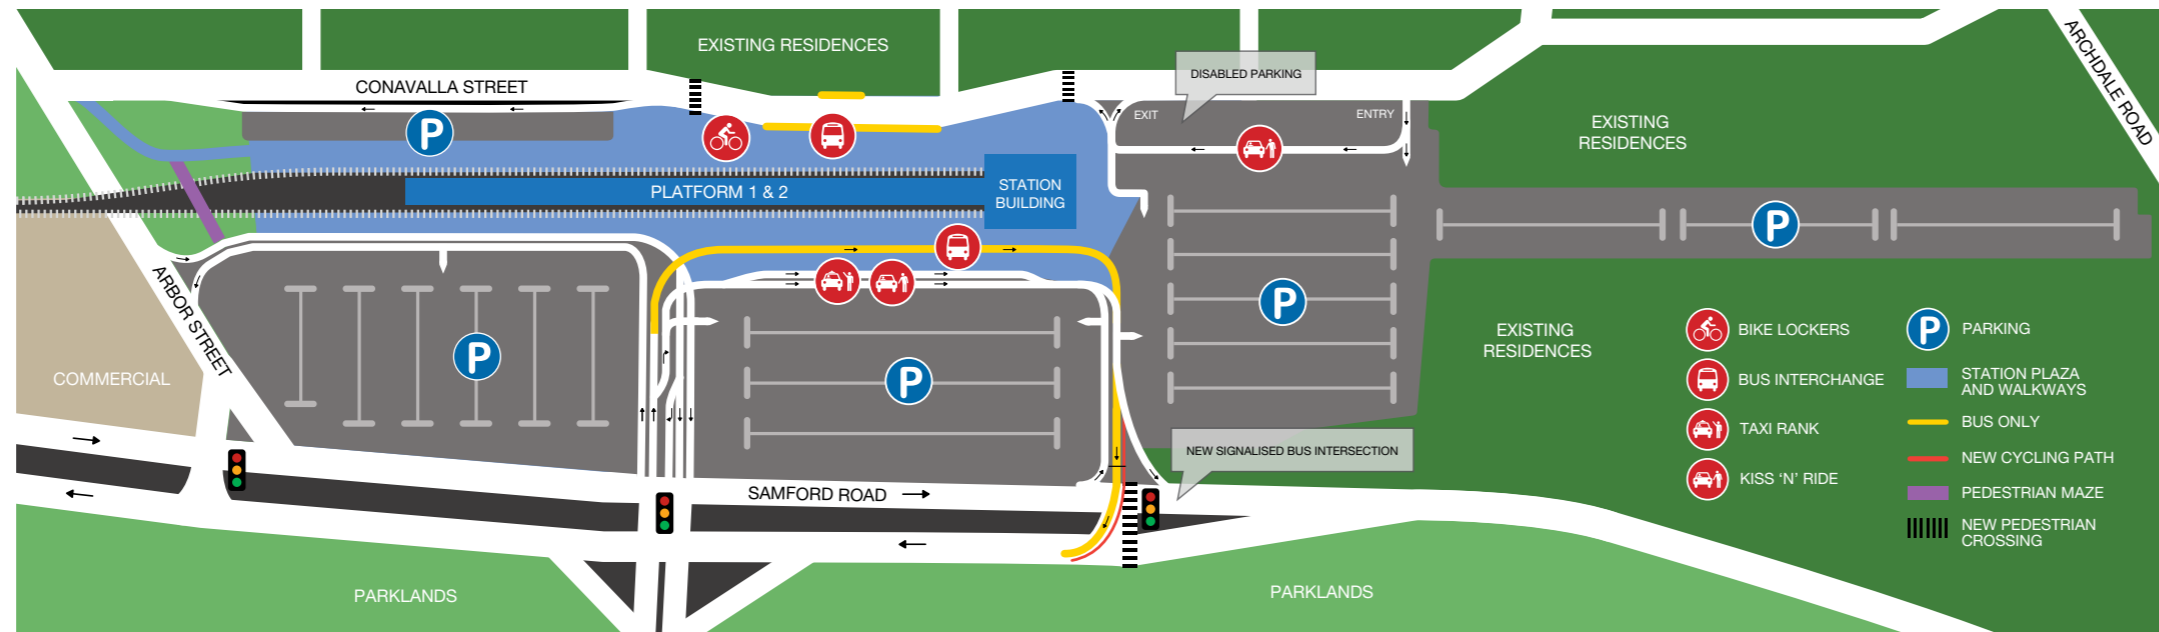 EXISTING RESIDENCES
ARCHDALE ROAD
CONAVALLA STREET
DISABLED PARKING
P
EXIT
ENTRY
EXISTING
RESIDENCES
PLATFORM 1 & 2
STATION
BUILDING
P
ARBOR STREET
P
P
P
COMMERCIAL
EXISTING
RESIDENCES
NEW SIGNALISED BUS INTERSECTION
SAMFORD ROAD
PARKLANDS
PARKLANDS
BIKE LOCKERS
BUS INTERCHANGE
TAXI RANK
KISS ‘N’ RIDE
P
PARKING
STATION PLAZA
AND WALKWAYS
BUS ONLY
NEW CYCLING PATH
PEDESTRIAN MAZE
NEW PEDESTRIAN
CROSSING